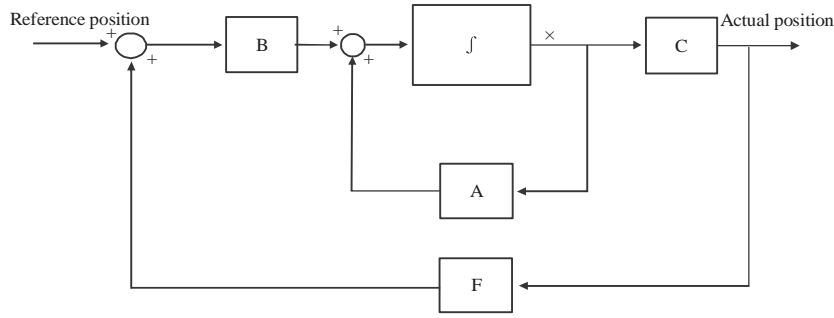 Reference position
Actual position
+
+
B
+
+
∫
×
C
A
F